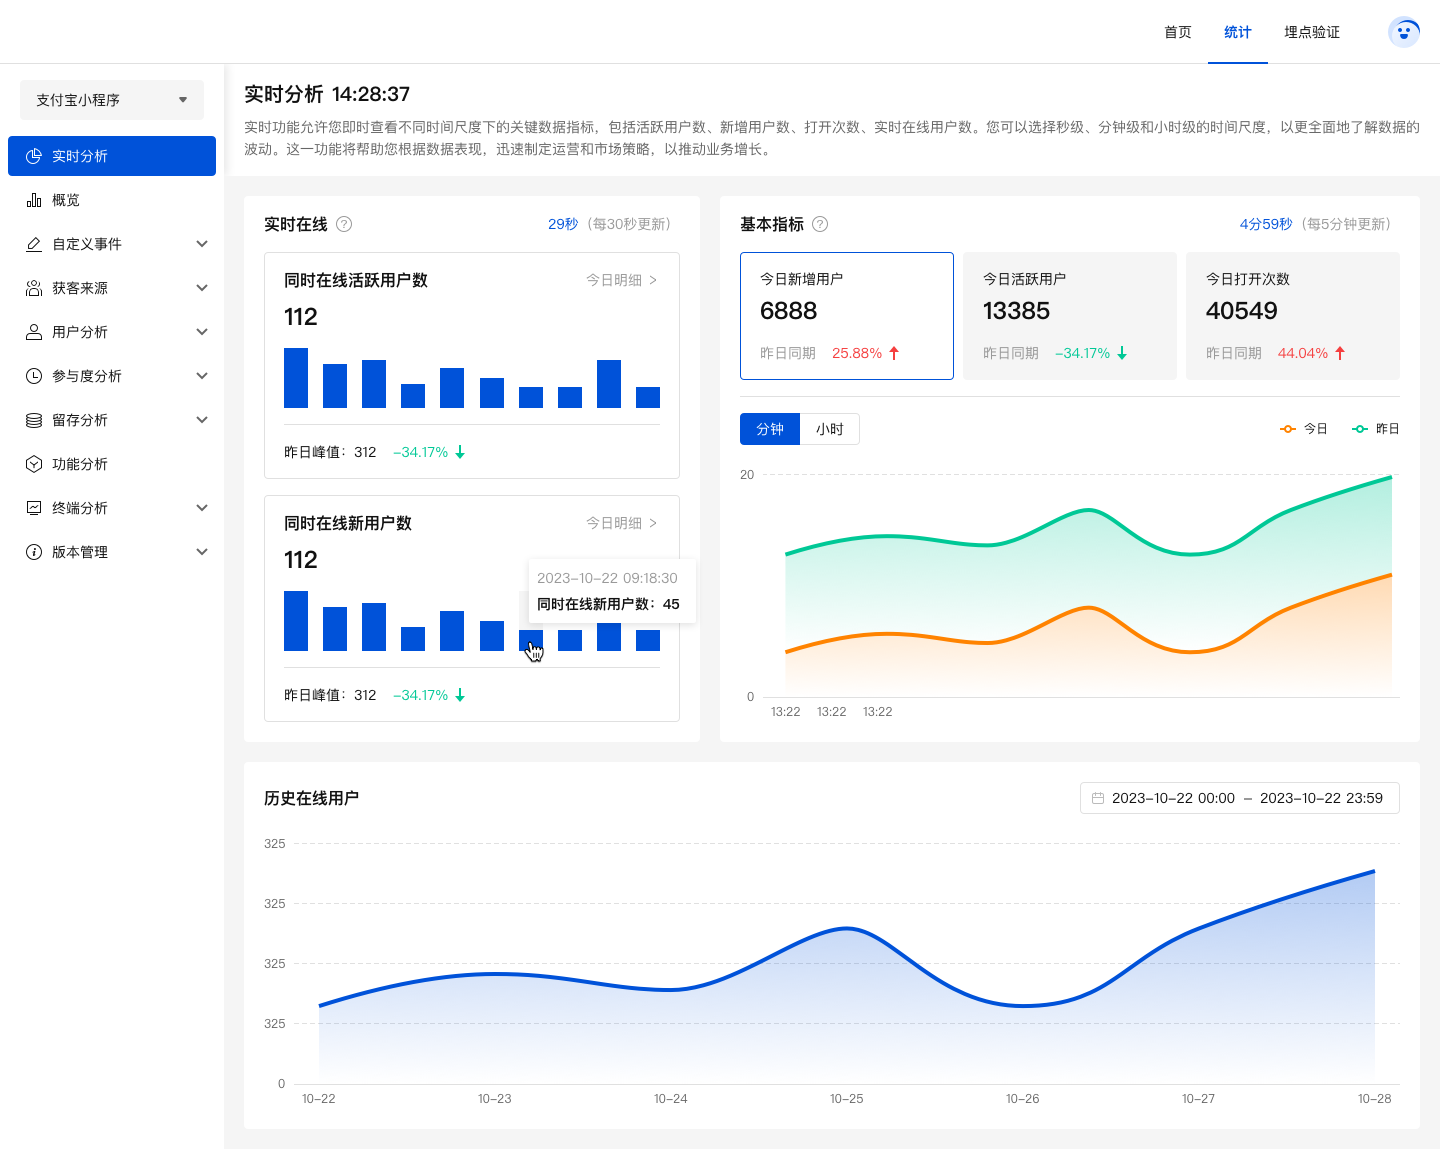 首页
统计
埋点验证
支付宝小程序
实时分析
概览
自定义事件
获客来源
用户分析
参与度分析
留存分析
功能分析
终端分析
版本管理
实时分析 14:28:37
实时功能允许您即时查看不同时间尺度下的关键数据指标，包括活跃用户数、新增用户数、打开次数、实时在线用户数。您可以选择秒级、分钟级和小时级的时间尺度，以更全面地了解数据的
波动。这一功能将帮助您根据数据表现，迅速制定运营和市场策略，以推动业务增长。
实时在线 ?
29秒（每30秒更新）
同时在线活跃用户数
今日明细 >
112
昨日峰值：312 -34.17%
同时在线新用户数
今日明细 >
112
2023-10-22 09:18:30
同时在线新用户数：45
昨日峰值：312 -34.17%
基本指标 ?
4分59秒（每5分钟更新）
今日新增用户
6888
昨日同期 25.88%
今日活跃用户
13385
昨日同期 -34.17%
今日打开次数
40549
昨日同期 44.04%
分钟
小时
今日
昨日
20
0
13:22 13:22 13:22
历史在线用户
2023-10-22 00:00 – 2023-10-22 23:59
325
325
325
325
0
10-22 10-23 10-24 10-25 10-26 10-27 10-28